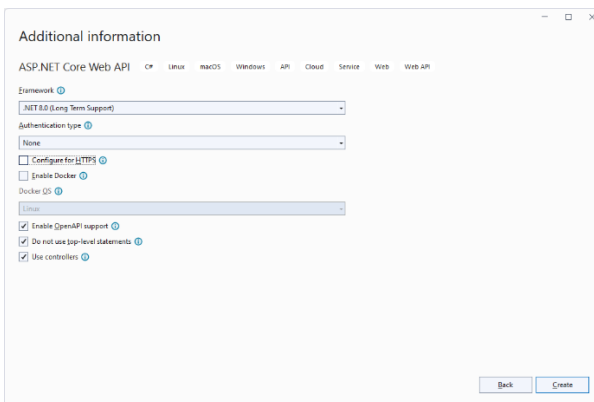 Additional information
ASP.NET Core Web API C# Linux macOS Windows API Cloud Service Web Web API
Framework
.NET 8.0 (Long Term Support)
Authentication type
None
Configure for HTTPS
Enable Docker
Docker OS
Linux
Enable OpenAPI support
Do not use top-level statements
Use controllers
Back Create